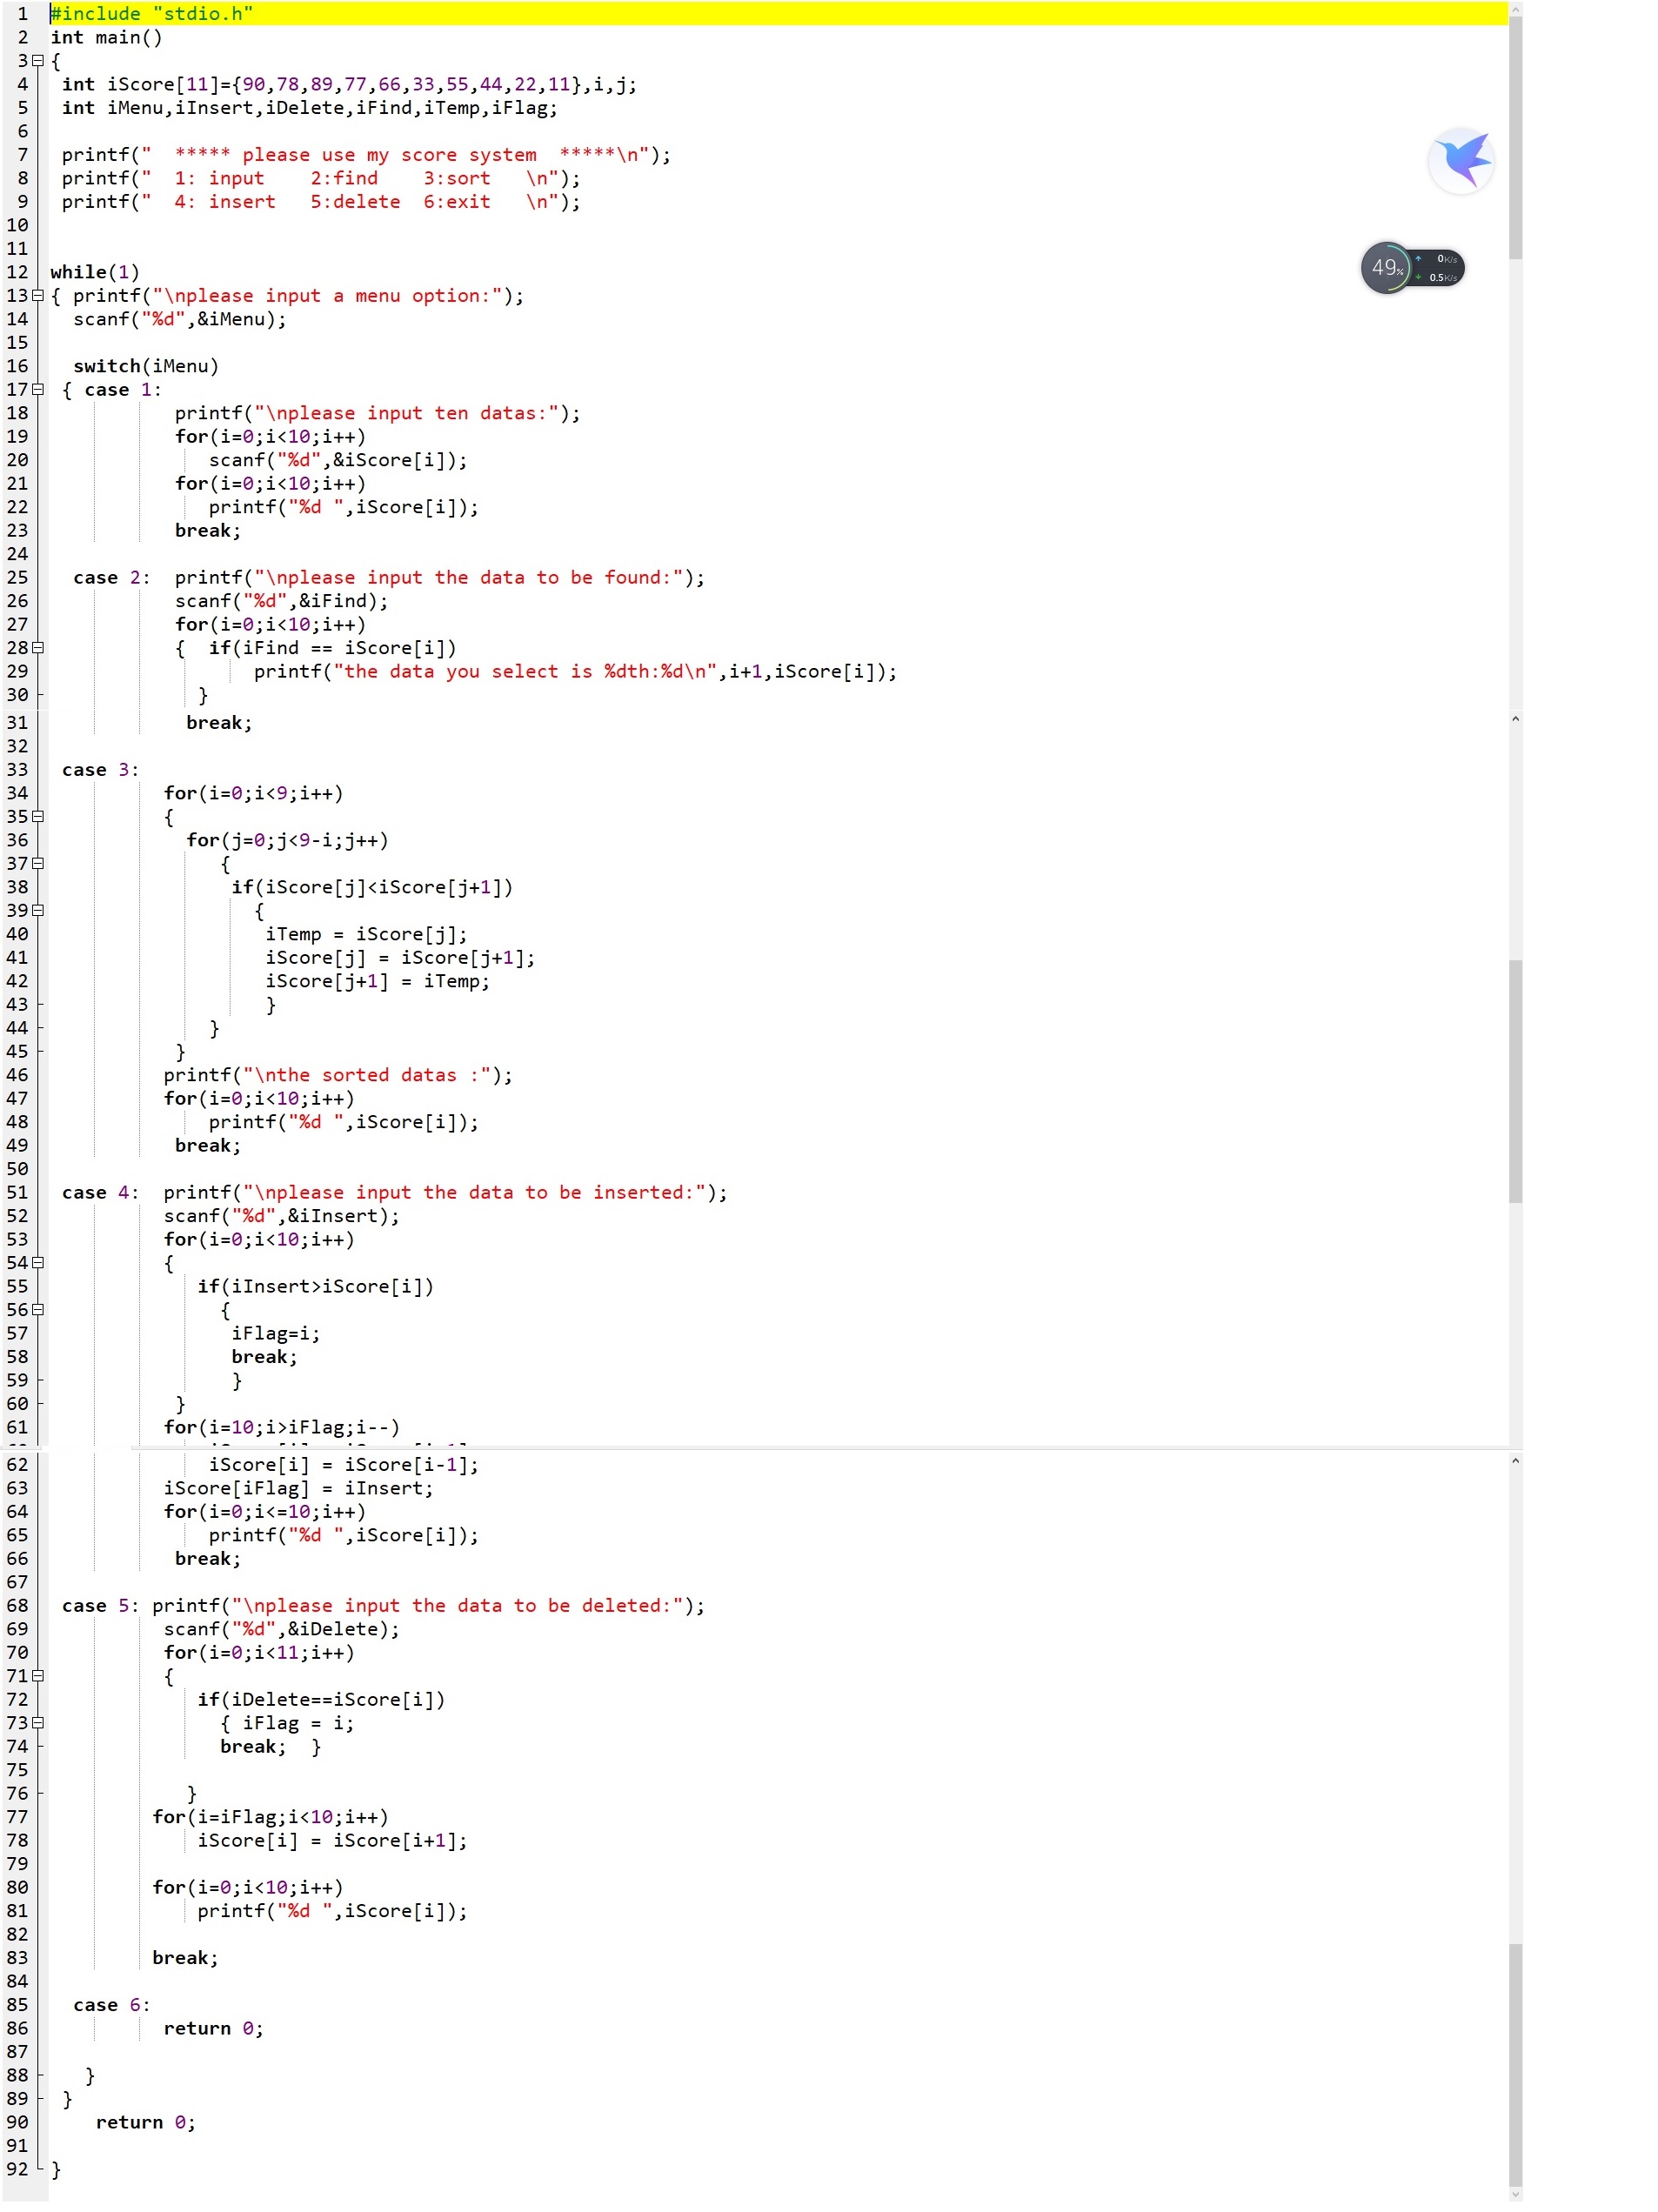 1 #include "stdio.h"
2 int main()
3 {
4 int iScore[11]={90,78,89,77,66,33,55,44,22,11},i,j;
5 int iMenu,iInsert,iDelete,iFind,iTemp,iFlag;
6
7 printf("  ***** please use my score system  *****\n");
8 printf("  1: input    2:find    3:sort   \n");
9 printf("  4: insert   5:delete  6:exit   \n");
10
11
12 while(1)
13 { printf("\nplease input a menu option:");
14 scanf("%d",&iMenu);
15
16 switch(iMenu)
17 { case 1:
18 printf("\nplease input ten datas:");
19 for(i=0;i<10;i++)
20 scanf("%d",&iScore[i]);
21 for(i=0;i<10;i++)
22 printf("%d ",iScore[i]);
23 break;
24
25 case 2:  printf("\nplease input the data to be found:");
26 scanf("%d",&iFind);
27 for(i=0;i<10;i++)
28 {  if(iFind == iScore[i])
29 printf("the data you select is %dth:%d\n",i+1,iScore[i]);
30 }
31 break;
32
33 case 3:
34 for(i=0;i<9;i++)
35 {
36 for(j=0;j<9-i;j++)
37 {
38 if(iScore[j]<iScore[j+1])
39 {
40 iTemp = iScore[j];
41 iScore[j] = iScore[j+1];
42 iScore[j+1] = iTemp;
43 }
44 }
45 }
46 printf("\nthe sorted datas :");
47 for(i=0;i<10;i++)
48 printf("%d ",iScore[i]);
49 break;
50
51 case 4:  printf("\nplease input the data to be inserted:");
52 scanf("%d",&iInsert);
53 for(i=0;i<10;i++)
54 {
55 if(iInsert>iScore[i])
56 {
57 iFlag=i;
58 break;
59 }
60 }
61 for(i=10;i>iFlag;i--)
62 iScore[i] = iScore[i-1];
63 iScore[iFlag] = iInsert;
64 for(i=0;i<=10;i++)
65 printf("%d ",iScore[i]);
66 break;
67
68 case 5: printf("\nplease input the data to be deleted:");
69 scanf("%d",&iDelete);
70 for(i=0;i<11;i++)
71 {
72 if(iDelete==iScore[i])
73 { iFlag = i;
74 break;  }
75
76 }
77 for(i=iFlag;i<10;i++)
78 iScore[i] = iScore[i+1];
79
80 for(i=0;i<10;i++)
81 printf("%d ",iScore[i]);
82
83 break;
84
85 case 6:
86 return 0;
87
88 }
89 }
90 return 0;
91
92 }
49%
0K/s
0.5K/s